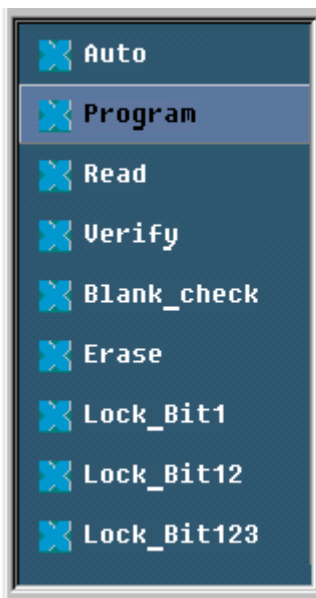 Auto
Program
Read
Verify
Blank_check
Erase
Lock_Bit1
Lock_Bit12
Lock_Bit123